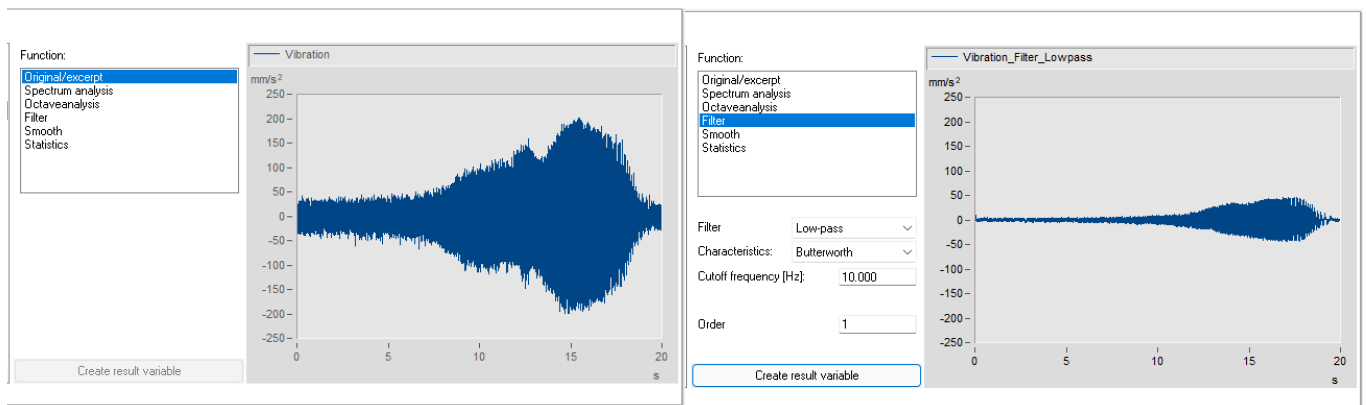 Function:
Original/excerpt
Spectrum analysis
Octaveanalysis
Filter
Smooth
Statistics
Create result variable
Vibration
mm/s²
250
200
150
100
50
0
-50
-100
-150
-200
-250
0 5 10 15 20
s
Function:
Original/excerpt
Spectrum analysis
Octaveanalysis
Filter
Smooth
Statistics
Filter Low-pass
Characteristics: Butterworth
Cutoff frequency [Hz]: 10.000
Order 1
Create result variable
Vibration_Filter_Lowpass
mm/s²
250
200
150
100
50
0
-50
-100
-150
-200
-250
0 5 10 15 20
s